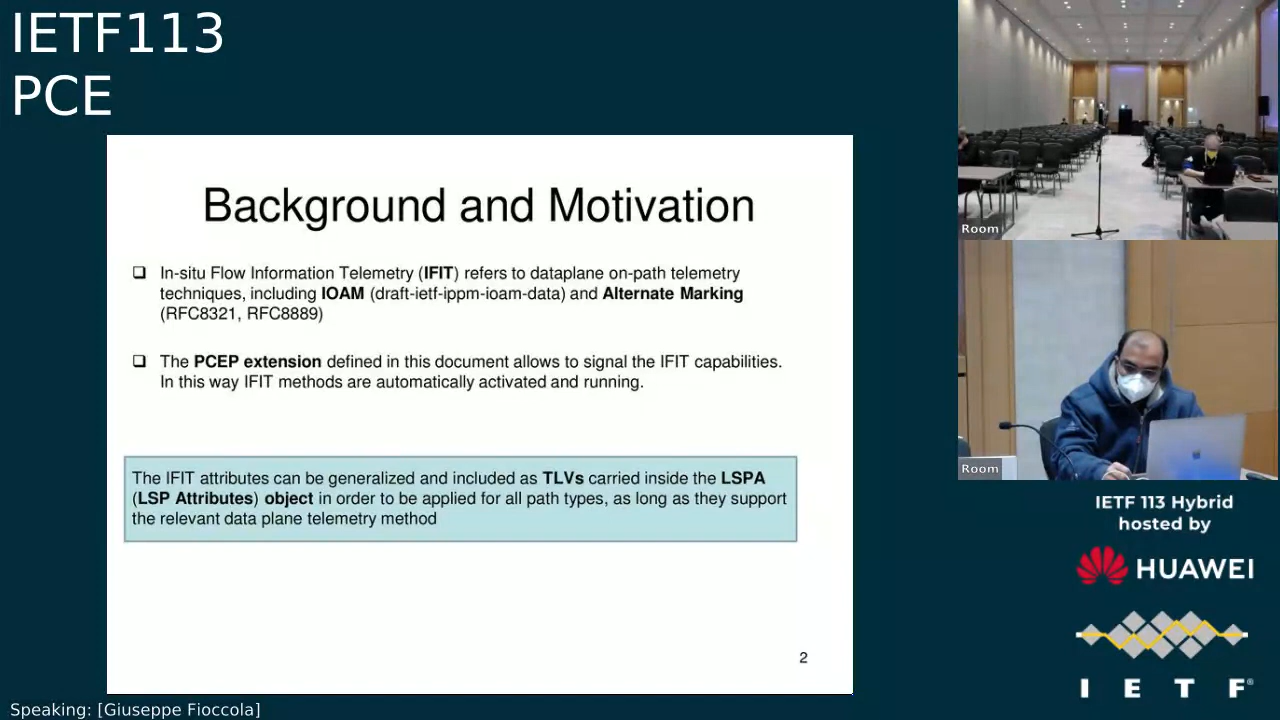 IETF113
PCE
Background and Motivation
In-situ Flow Information Telemetry (IFIT) refers to dataplane on-path telemetry
techniques, including IOAM (draft-ietf-ippm-ioam-data) and Alternate Marking
(RFC8321, RFC8889)
The PCEP extension defined in this document allows to signal the IFIT capabilities.
In this way IFIT methods are automatically activated and running.
The IFIT attributes can be generalized and included as TLVs carried inside the LSPA
(LSP Attributes) object in order to be applied for all path types, as long as they support
the relevant data plane telemetry method
2
Room
Room
IETF 113 Hybrid
hosted by
HUAWEI
I E T F®
Speaking: [Giuseppe Fioccola]